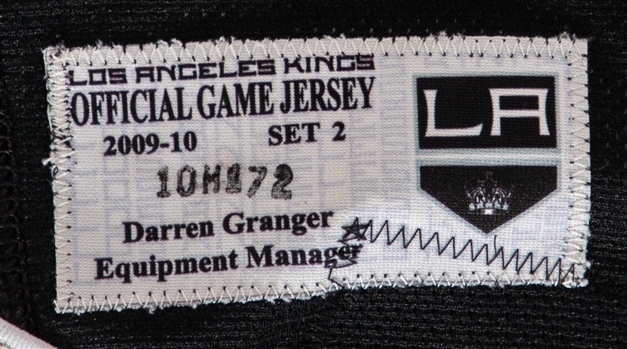 LOS ANGELES KINGS
OFFICIAL GAME JERSEY
2009-10 SET 2
10H172
Darren Granger
Equipment Manager
LA